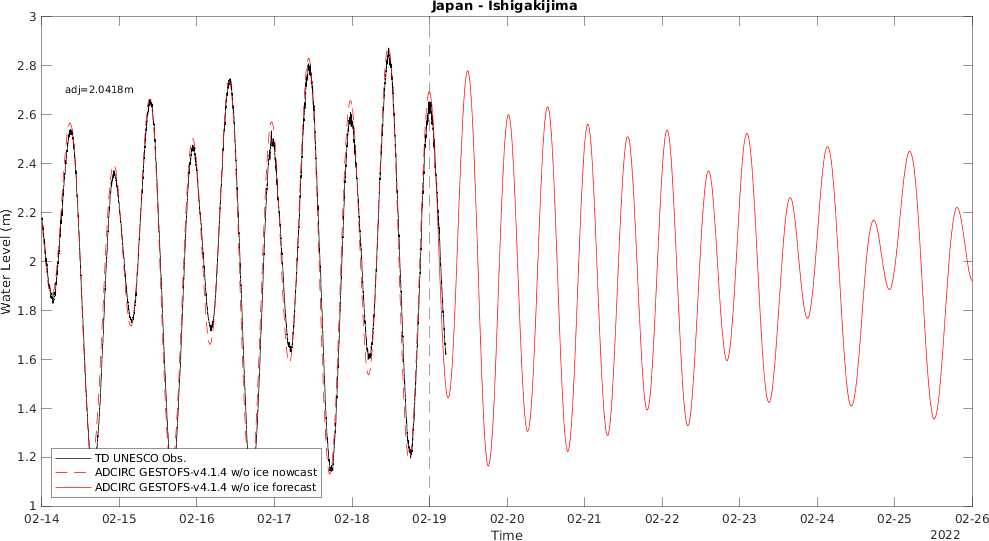 Japan - Ishigakijima
adj=2.0418m
Water Level (m)
3
2.8
2.6
2.4
2.2
2
1.8
1.6
1.4
1.2
1
TD UNESCO Obs.
ADCIRC GESTOFS-v4.1.4 w/o ice nowcast
ADCIRC GESTOFS-v4.1.4 w/o ice forecast
02-14 02-15 02-16 02-17 02-18 02-19 02-20 02-21 02-22 02-23 02-24 02-25 02-26
Time
2022